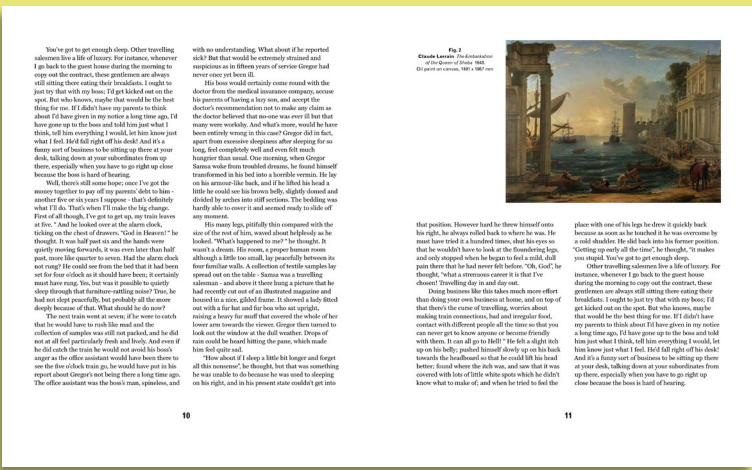 You've got to get enough sleep. Other travelling
salesmen live a life of luxury. For instance, whenever
I go back to the guest house during the morning to
copy out the contract, these gentlemen are always
still sitting there eating their breakfasts. I ought to
just try that with my boss; I'd get kicked out on the
spot. But who knows, maybe that would be the best
thing for me. If I didn't have my parents to think
about I'd have given in my notice a long time ago, I'd
have gone up to the boss and told him just what I
think, tell him everything I would, let him know just
what I feel. He'd fall right off his desk! And it's a
funny sort of business to be sitting up there at your
desk, talking down at your subordinates from up
there, especially when you have to go right up close
because the boss is hard of hearing.
Well, there's still some hope; once I've got the
money together to pay off my parents' debt to him -
another five or six years I suppose - that's definitely
what I'll do. That's when I'll make the big change.
First of all though, I've got to get up, my train leaves
at five. " And he looked over at the alarm clock,
ticking on the chest of drawers. "God in Heaven! " he
thought. It was half past six and the hands were
quietly moving forwards, it was even later than half
past, more like quarter to seven. Had the alarm clock
not rung? He could see from the bed that it had been
set for four o'clock as it should have been; it certainly
must have rung. Yes, but was it possible to quietly
sleep through that furniture-rattling noise? True, he
had not slept peacefully, but probably all the more
deeply because of that. What should he do now?
The next train went at seven; if he were to catch
that he would have to rush like mad and the
collection of samples was still not packed, and he did
not at all feel particularly fresh and lively. And even if
he did catch the train he would not avoid his boss's
anger as the office assistant would have been there to
see the five o'clock train go, he would have put in his
report about Gregor's not being there a long time ago.
The office assistant was the boss's man, spineless, and
with no understanding. What about if he reported
sick? But that would be extremely strained and
suspicious as in fifteen years of service Gregor had
never once yet been ill.
His boss would certainly come round with the
doctor from the medical insurance company, accuse
his parents of having a lazy son, and accept the
doctor's recommendation not to make any claim as
the doctor believed that no-one was ever ill but that
many were workshy. And what's more, would he have
been entirely wrong in this case? Gregor did in fact,
apart from excessive sleepiness after sleeping for so
long, feel completely well and even felt much
hungrier than usual. One morning, when Gregor
Samsa woke from troubled dreams, he found himself
transformed in his bed into a horrible vermin. He lay
on his armour-like back, and if he lifted his head a
little he could see his brown belly, slightly domed and
divided by arches into stiff sections. The bedding was
hardly able to cover it and seemed ready to slide off
any moment.
His many legs, pitifully thin compared with the
size of the rest of him, waved about helplessly as he
looked. "What's happened to me? " he thought. It
wasn't a dream. His room, a proper human room
although a little too small, lay peacefully between its
four familiar walls. A collection of textile samples lay
spread out on the table - Samsa was a travelling
salesman - and above it there hung a picture that he
had recently cut out of an illustrated magazine and
housed in a nice, gilded frame. It showed a lady fitted
out with a fur hat and fur boa who sat upright,
raising a heavy fur muff that covered the whole of her
lower arm towards the viewer. Gregor then turned to
look out the window at the dull weather. Drops of
rain could be heard hitting the pane, which made
him feel quite sad.
"How about if I sleep a little bit longer and forget
all this nonsense", he thought, but that was something
he was unable to do because he was used to sleeping
on his right, and in his present state couldn't get into
10
Fig. 2
Claude Lorrain The Embarkation
of the Queen of Sheba 1648.
Oil paint on canvas, 1491 x 1967 mm
that position. However hard he threw himself onto
his right, he always rolled back to where he was. He
must have tried it a hundred times, shut his eyes so
that he wouldn't have to look at the floundering legs,
and only stopped when he began to feel a mild, dull
pain there that he had never felt before. "Oh, God", he
thought, "what a strenuous career it is that I've
chosen! Travelling day in and day out.
Doing business like this takes much more effort
than doing your own business at home, and on top of
that there's the curse of travelling, worries about
making train connections, bad and irregular food,
contact with different people all the time so that you
can never get to know anyone or become friendly
with them. It can all go to Hell! " He felt a slight itch
up on his belly; pushed himself slowly up on his back
towards the headboard so that he could lift his head
better; found where the itch was, and saw that it was
covered with lots of little white spots which he didn't
know what to make of; and when he tried to feel the
place with one of his legs he drew it quickly back
because as soon as he touched it he was overcome by
a cold shudder. He slid back into his former position.
"Getting up early all the time", he thought, "it makes
you stupid. You've got to get enough sleep.
Other travelling salesmen live a life of luxury. For
instance, whenever I go back to the guest house
during the morning to copy out the contract, these
gentlemen are always still sitting there eating their
breakfasts. I ought to just try that with my boss; I'd
get kicked out on the spot. But who knows, maybe
that would be the best thing for me. If I didn't have
my parents to think about I'd have given in my notice
a long time ago, I'd have gone up to the boss and told
him just what I think, tell him everything I would, let
him know just what I feel. He'd fall right off his desk!
And it's a funny sort of business to be sitting up there
at your desk, talking down at your subordinates from
up there, especially when you have to go right up
close because the boss is hard of hearing.
11